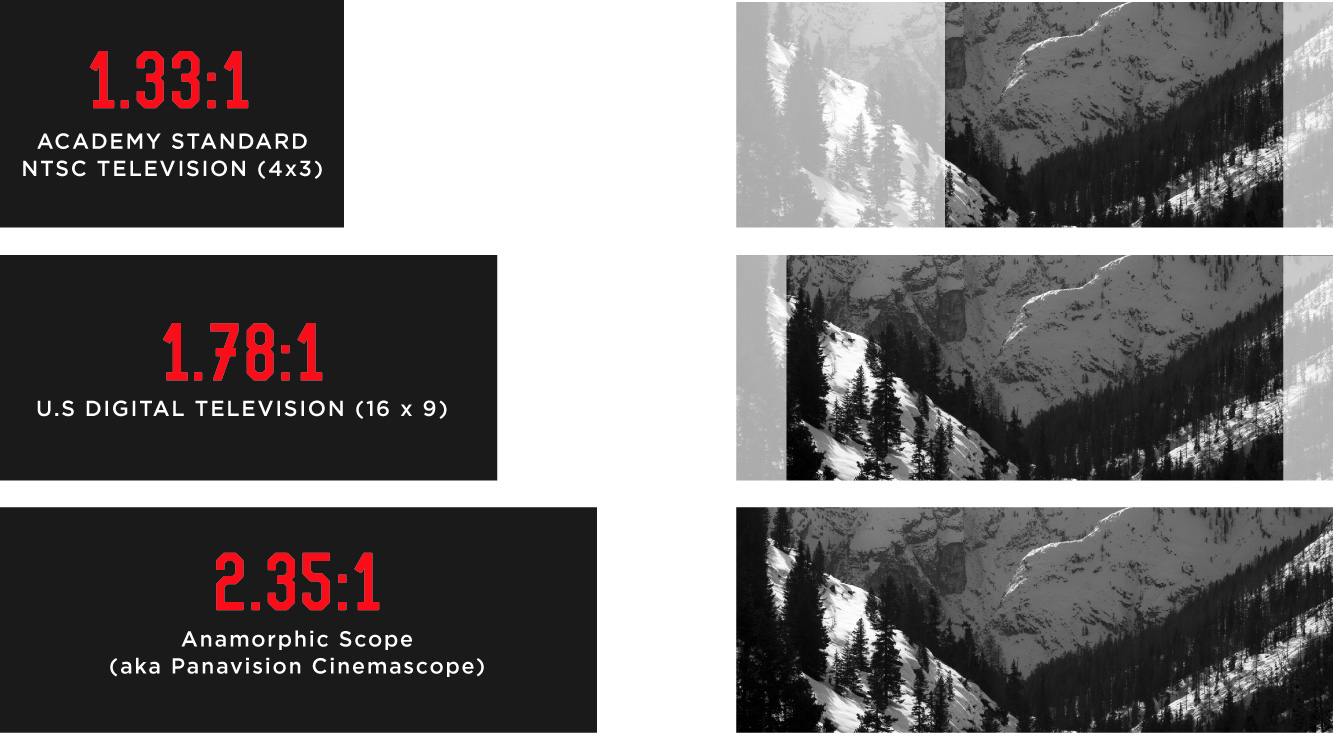 1.33:1
ACADEMY STANDARD
NTSC TELEVISION (4x3)
1.78:1
U.S DIGITAL TELEVISION (16 x 9)
2.35:1
Anamorphic Scope
(aka Panavision Cinemascope)